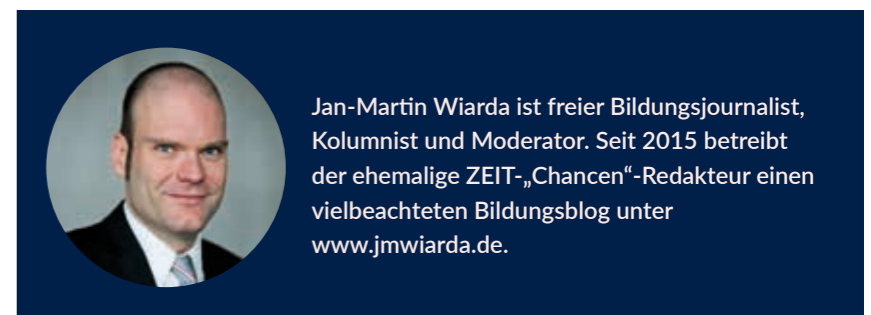 Jan-Martin Wiarda ist freier Bildungsjournalist,
Kolumnist und Moderator. Seit 2015 betreibt
der ehemalige ZEIT-„Chancen“-Redakteur einen
vielbeachteten Bildungsblog unter
www.jmwiarda.de.